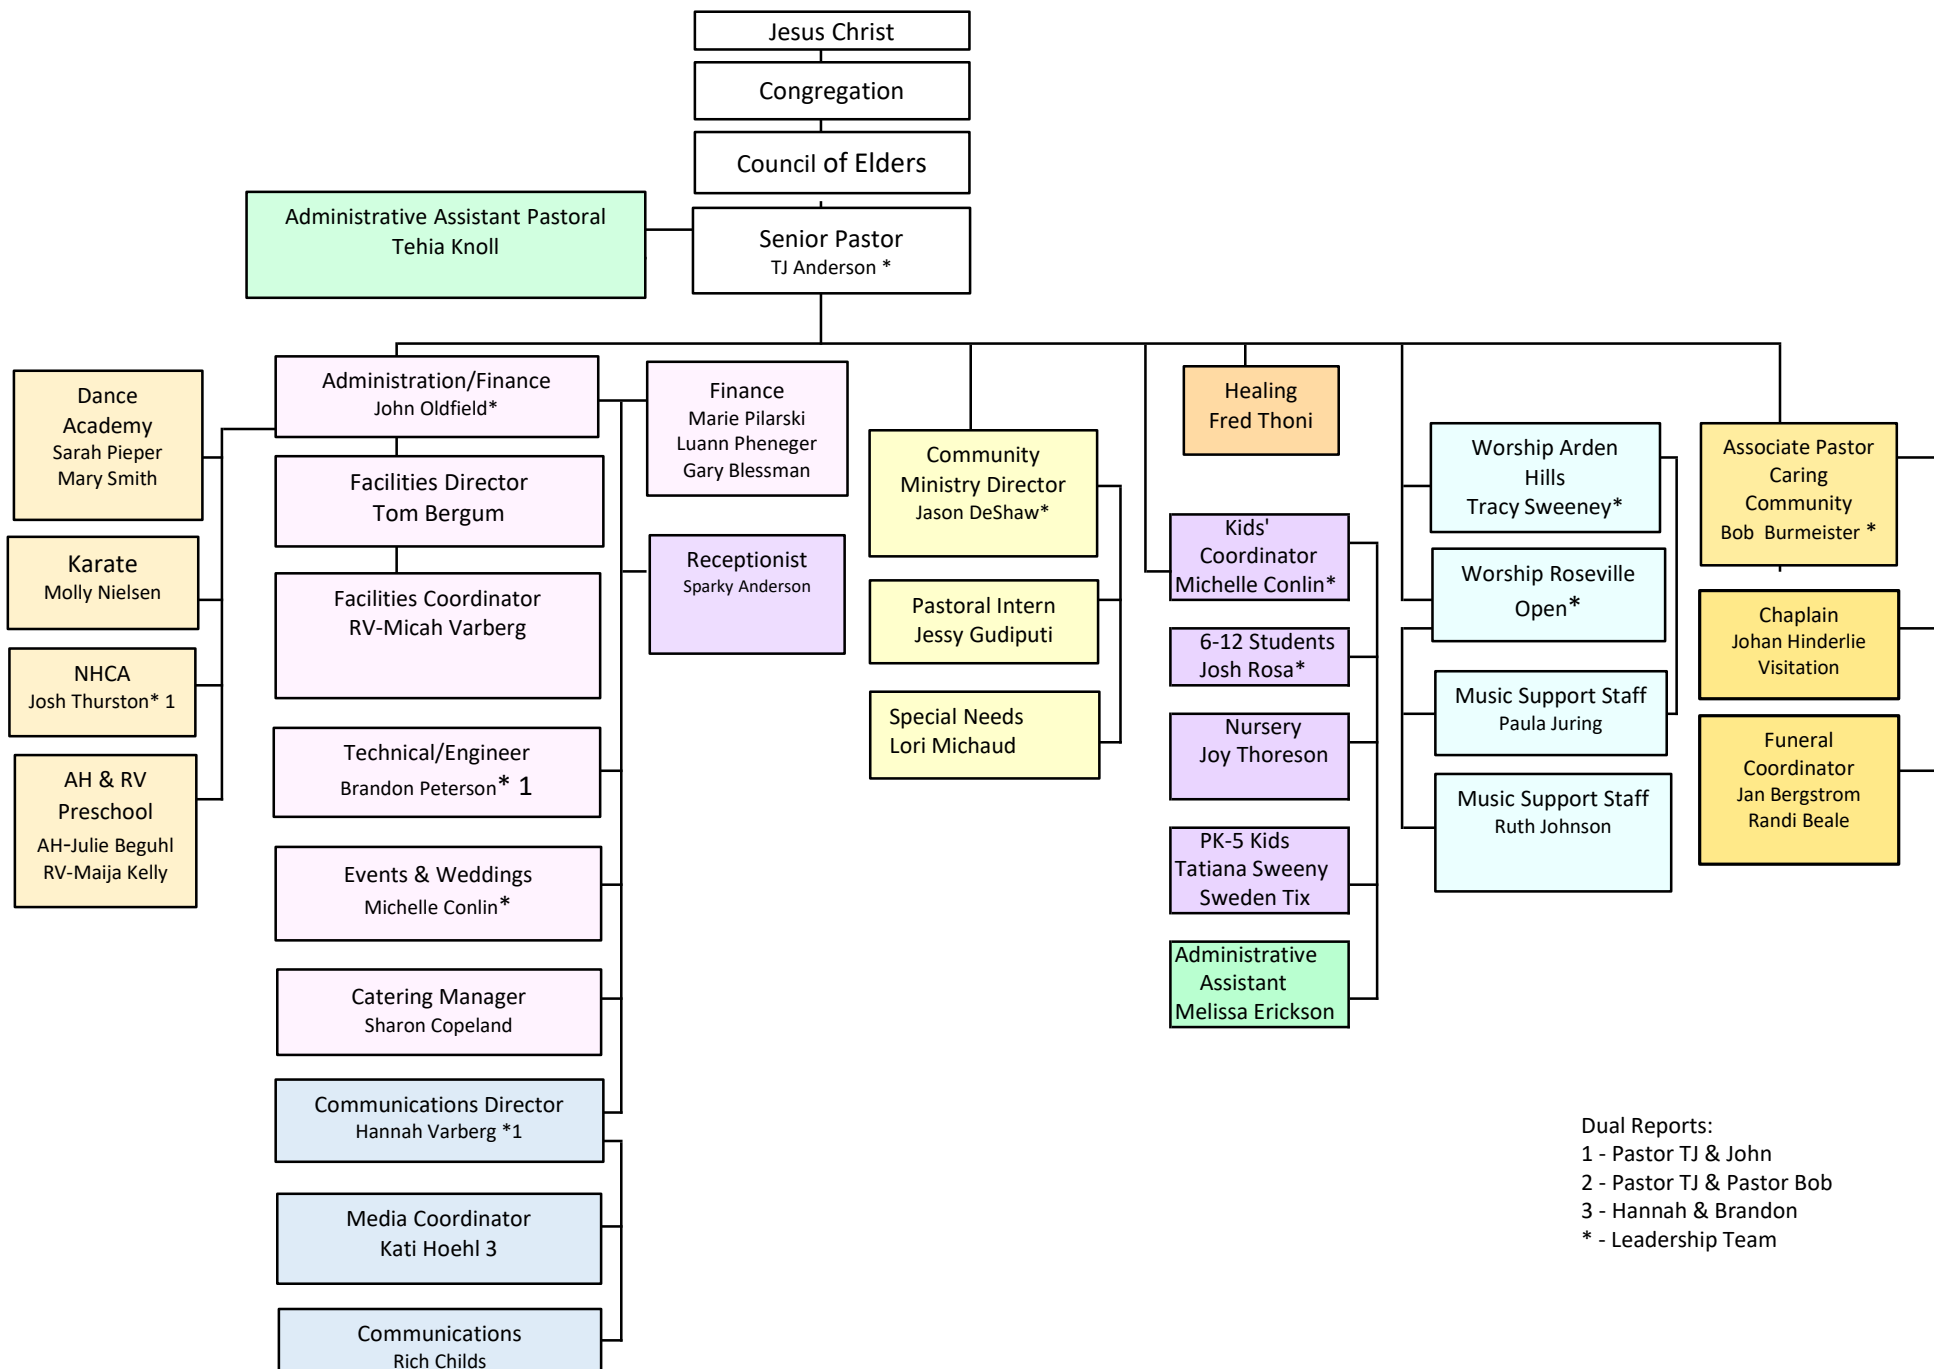 Jesus Christ
Congregation
Council of Elders
Administrative Assistant Pastoral
Tehia Knoll
Senior Pastor
TJ Anderson *
Dance
Academy
Sarah Pieper
Mary Smith
Karate
Molly Nielsen
NHCA
Josh Thurston* 1
AH & RV
Preschool
AH-Julie Beguhl
RV-Maija Kelly
Administration/Finance
John Oldfield*
Facilities Director
Tom Bergum
Facilities Coordinator
RV-Micah Varberg
Technical/Engineer
Brandon Peterson* 1
Events & Weddings
Michelle Conlin*
Catering Manager
Sharon Copeland
Communications Director
Hannah Varberg *1
Media Coordinator
Kati Hoehl 3
Communications
Rich Childs
Finance
Marie Pilarski
Luann Pheneger
Gary Blessman
Receptionist
Sparky Anderson
Community
Ministry Director
Jason DeShaw*
Pastoral Intern
Jessy Gudiputi
Special Needs
Lori Michaud
Healing
Fred Thoni
Kids'
Coordinator
Michelle Conlin*
6-12 Students
Josh Rosa*
Nursery
Joy Thoreson
PK-5 Kids
Tatiana Sweeny
Sweden Tix
Administrative
Assistant
Melissa Erickson
Worship Arden
Hills
Tracy Sweeney*
Worship Roseville
Open*
Music Support Staff
Paula Juring
Music Support Staff
Ruth Johnson
Associate Pastor
Caring
Community
Bob Burmeister *
Chaplain
Johan Hinderlie
Visitation
Funeral
Coordinator
Jan Bergstrom
Randi Beale
Dual Reports:
1 - Pastor TJ & John
2 - Pastor TJ & Pastor Bob
3 - Hannah & Brandon
* - Leadership Team